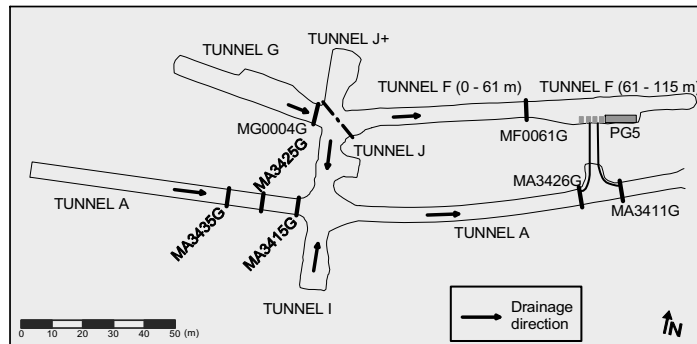 TUNNEL J+
TUNNEL G
TUNNEL F (0 - 61 m)
TUNNEL F (61 - 115 m)
MG0004G
MF0061G
PG5
TUNNEL J
MA3425G
MA3426G
MA3411G
TUNNEL A
MA3435G
MA3415G
TUNNEL A
TUNNEL I
Drainage
direction
0 10 20 30 40 50 (m)
N